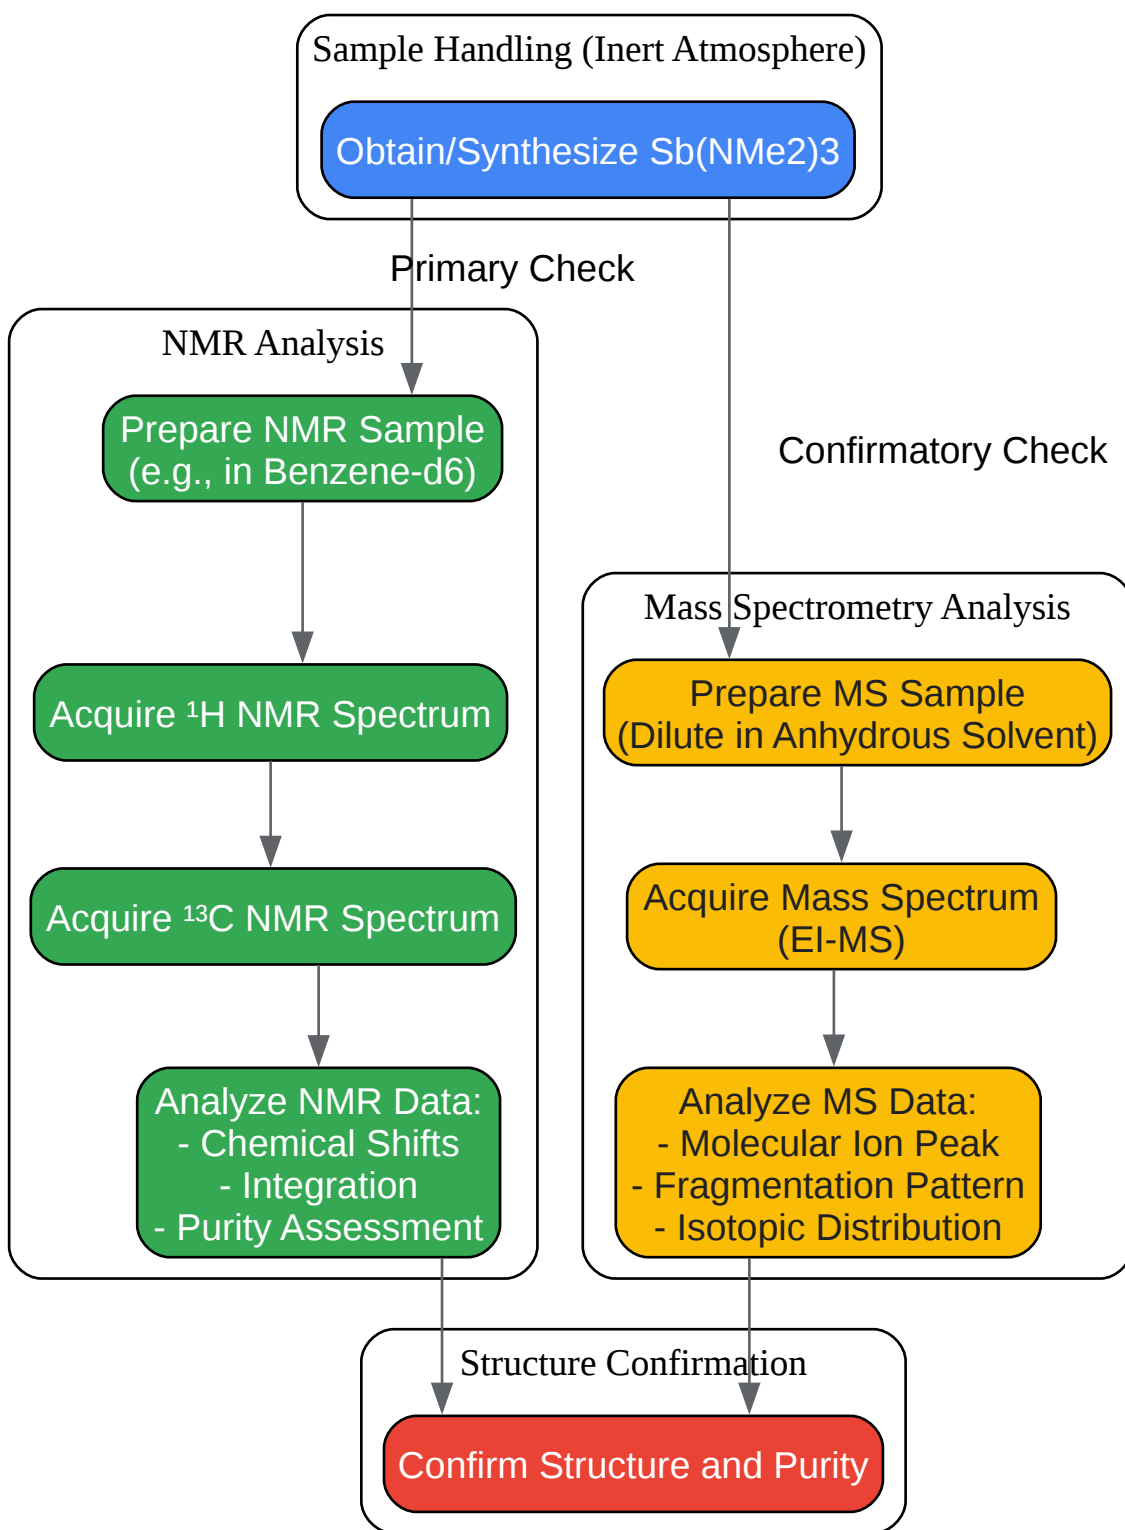 Sample Handling (Inert Atmosphere)
Obtain/Synthesize Sb(NMe2)3
Primary Check
NMR Analysis
Prepare NMR Sample
(e.g., in Benzene-d6)
Acquire ¹H NMR Spectrum
Acquire ¹³C NMR Spectrum
Analyze NMR Data:
- Chemical Shifts
- Integration
- Purity Assessment
Confirmatory Check
Mass Spectrometry Analysis
Prepare MS Sample
(Dilute in Anhydrous Solvent)
Acquire Mass Spectrum
(EI-MS)
Analyze MS Data:
- Molecular Ion Peak
- Fragmentation Pattern
- Isotopic Distribution
Structure Confirmation
Confirm Structure and Purity